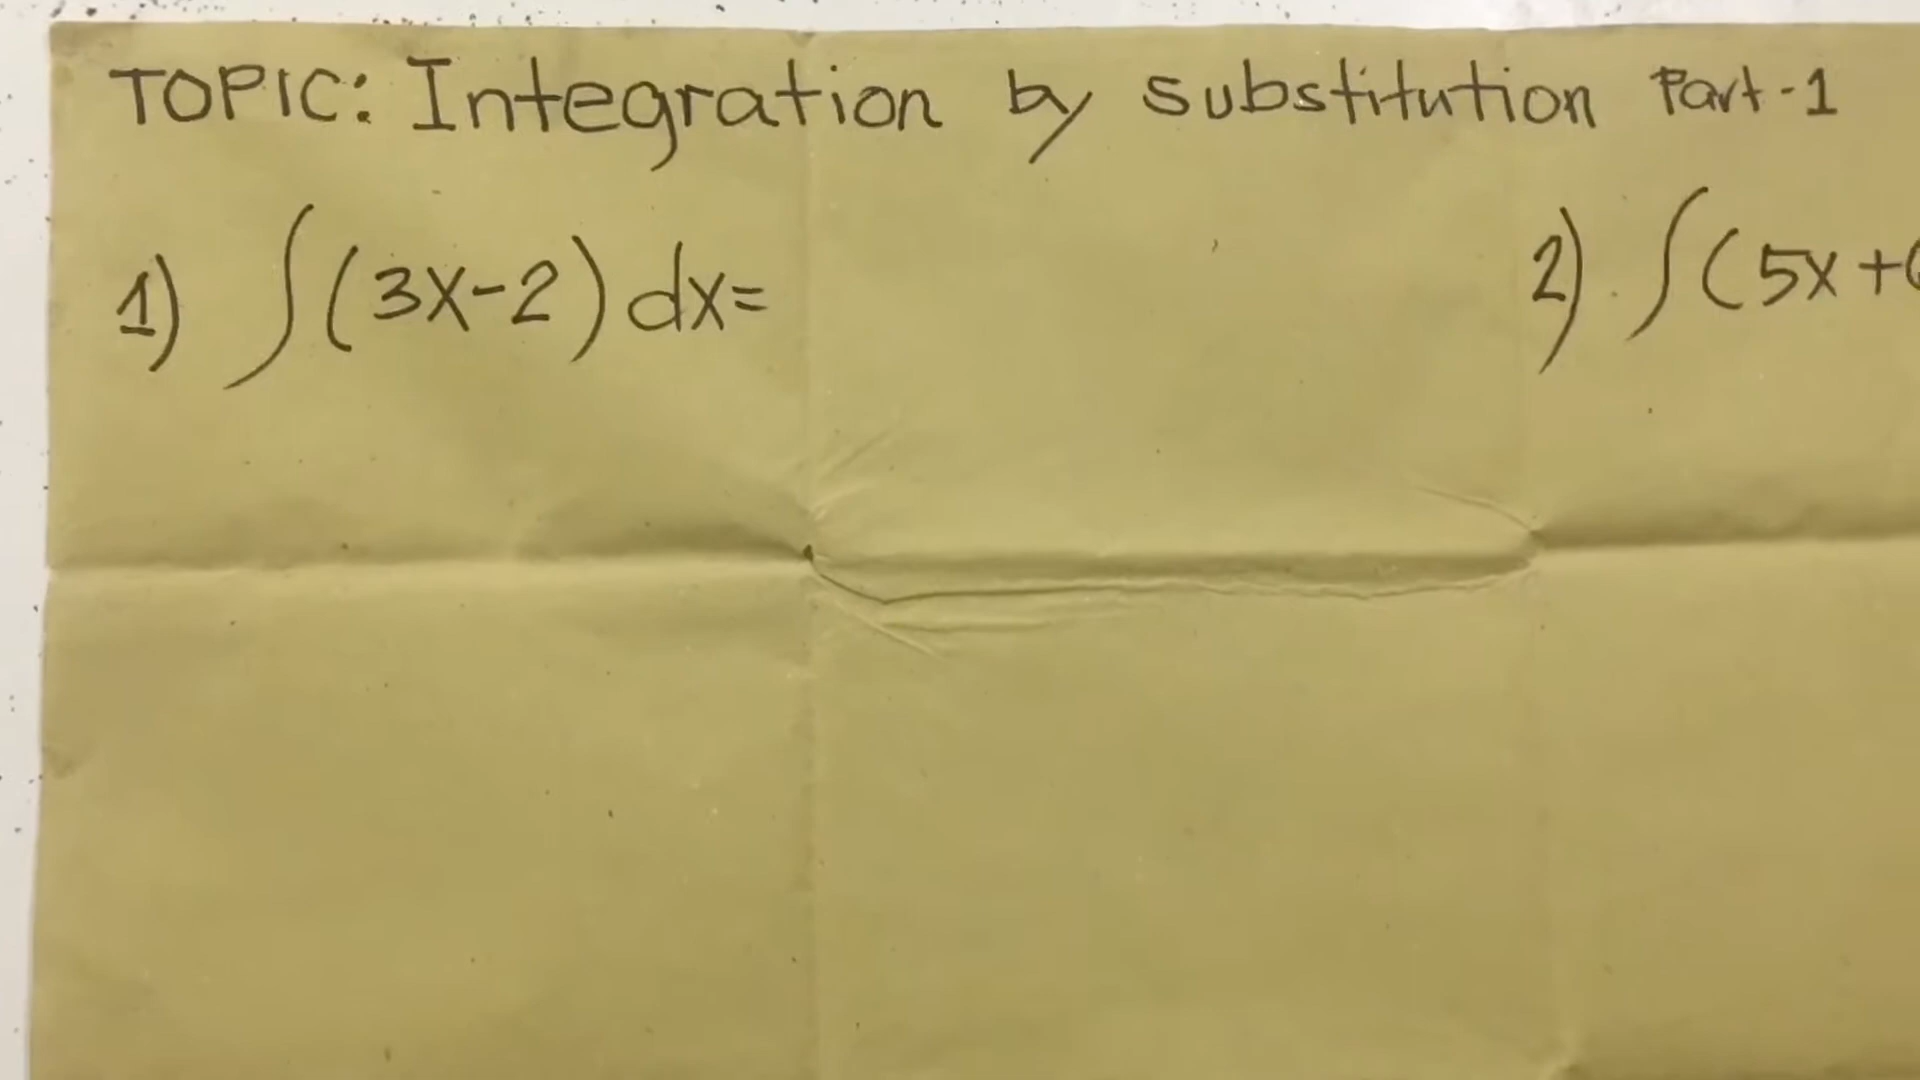 TOPIC: Integration by substitution Part-1
1) ∫(3x-2) dx=
2) ∫(5x+